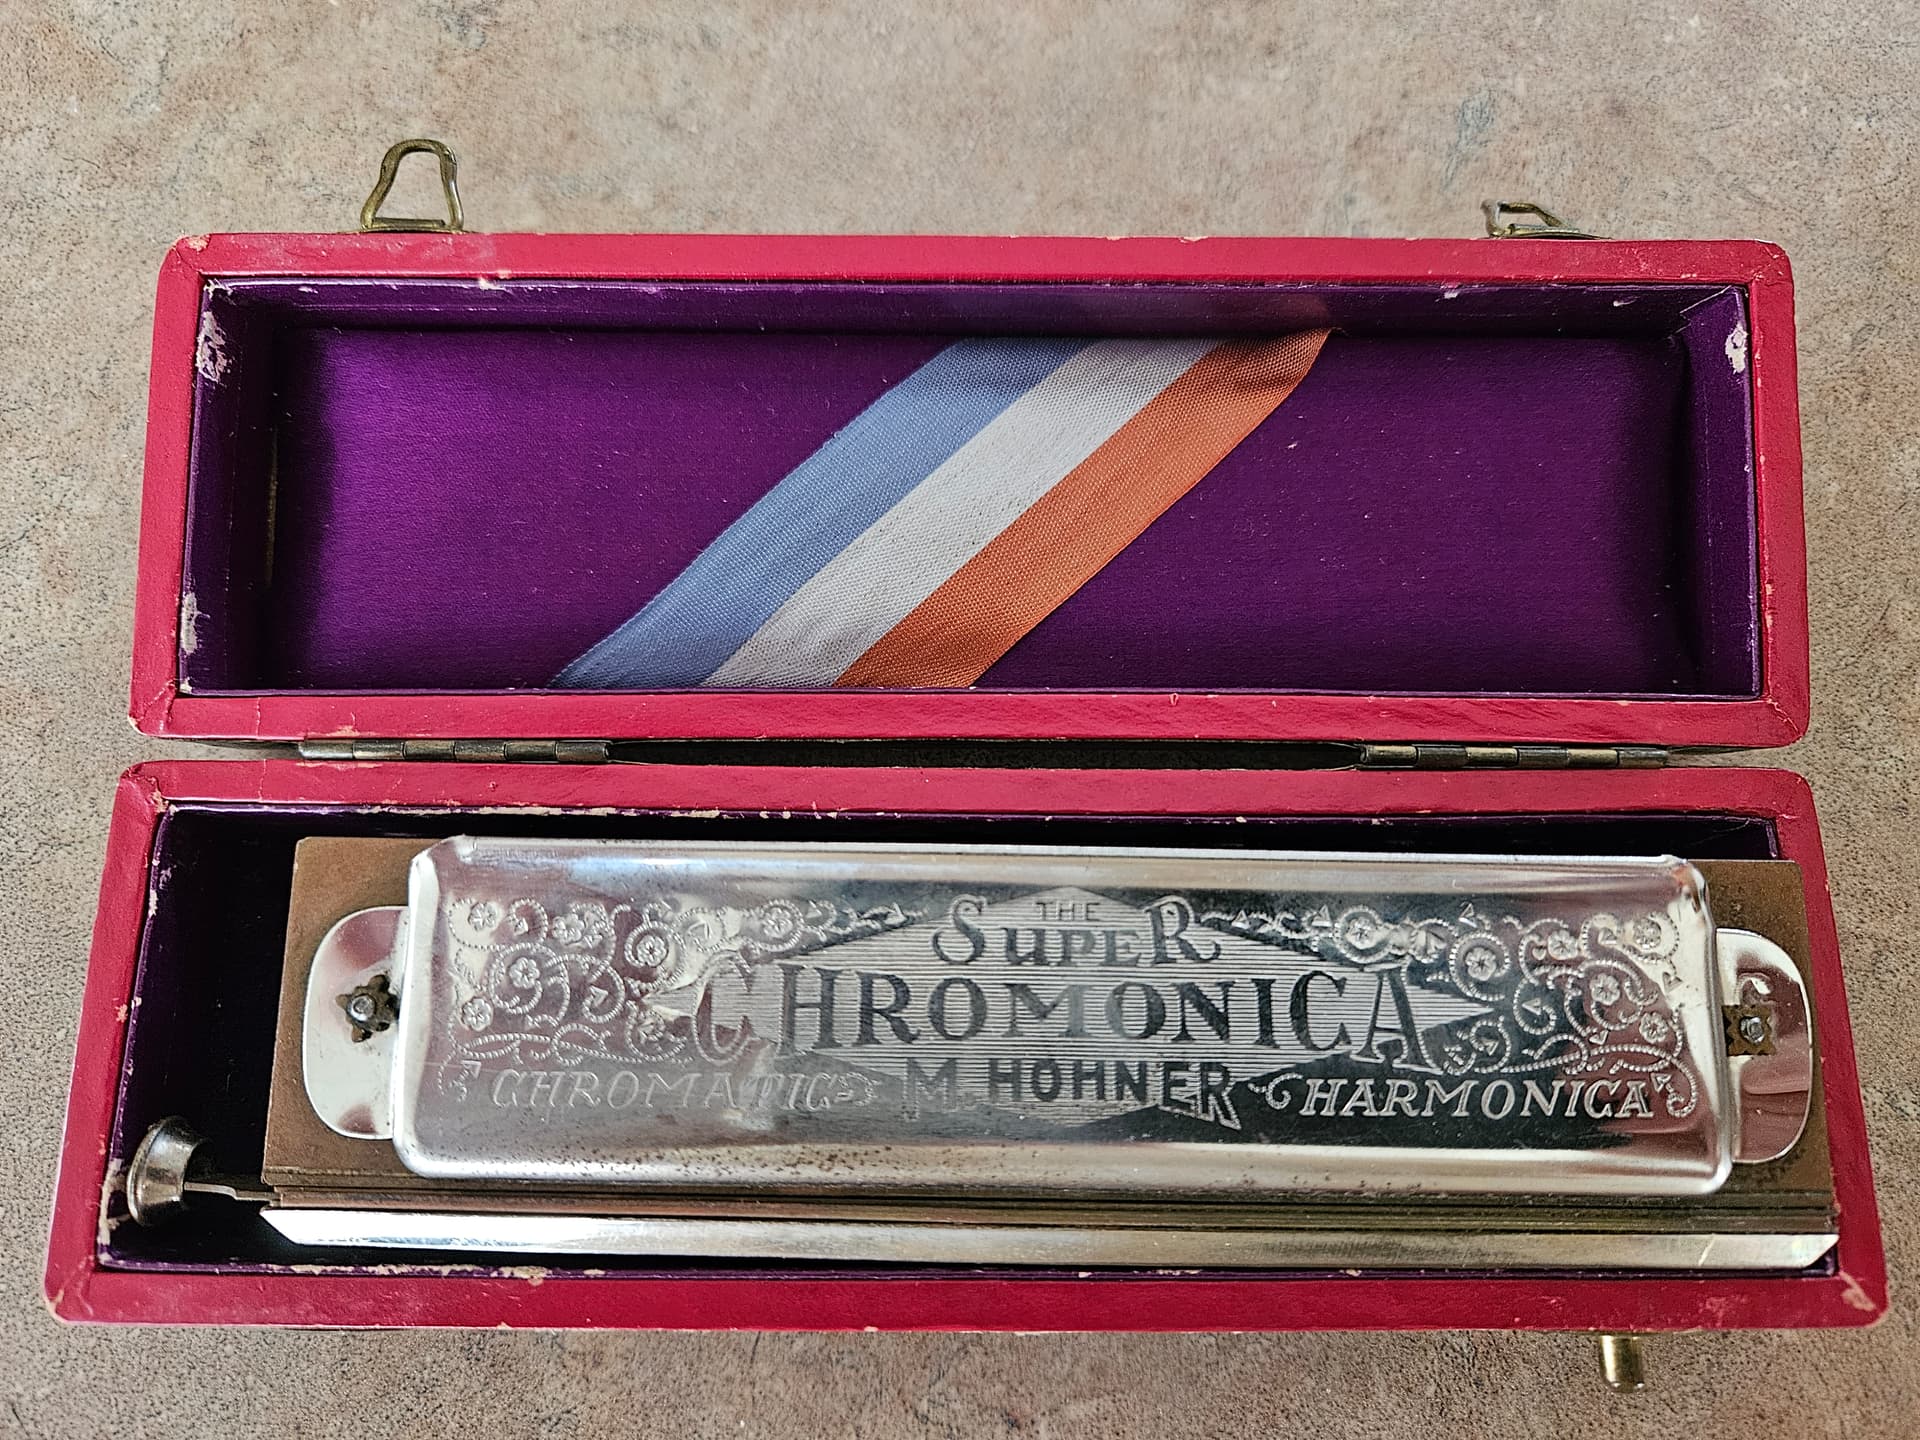 THE
SUPER
CHROMONICA
CHROMATIC M. HOHNER HARMONICA